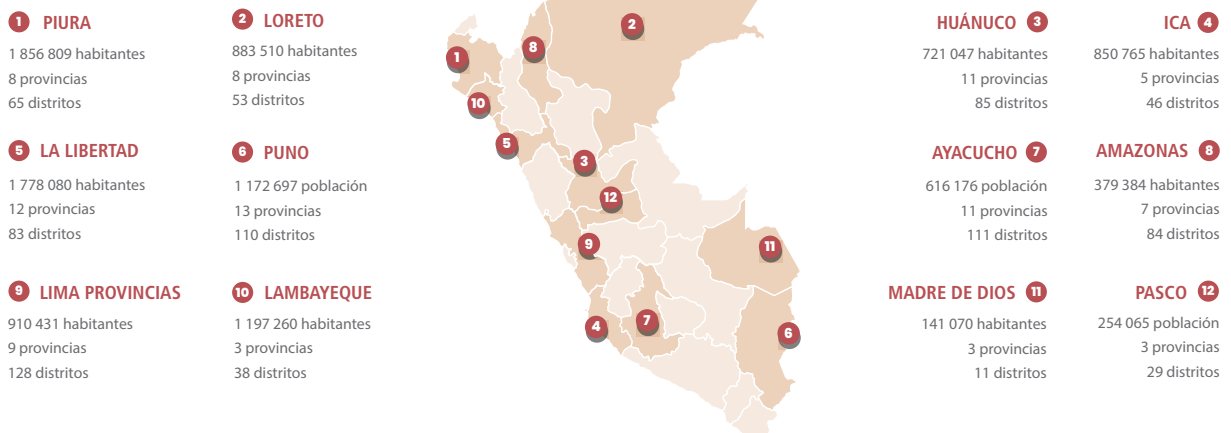 1 PIURA
1 856 809 habitantes
8 provincias
65 distritos
2 LORETO
883 510 habitantes
8 provincias
53 distritos
5 LA LIBERTAD
1 778 080 habitantes
12 provincias
83 distritos
6 PUNO
1 172 697 población
13 provincias
110 distritos
9 LIMA PROVINCIAS
910 431 habitantes
9 provincias
128 distritos
10 LAMBAYEQUE
1 197 260 habitantes
3 provincias
38 distritos
2
8
1
10
5
3
12
9
11
4
7
6
HUÁNUCO 3
721 047 habitantes
11 provincias
85 distritos
ICA 4
850 765 habitantes
5 provincias
46 distritos
AYACUCHO 7
616 176 población
11 provincias
111 distritos
AMAZONAS 8
379 384 habitantes
7 provincias
84 distritos
MADRE DE DIOS 11
141 070 habitantes
3 provincias
11 distritos
PASCO 12
254 065 población
3 provincias
29 distritos